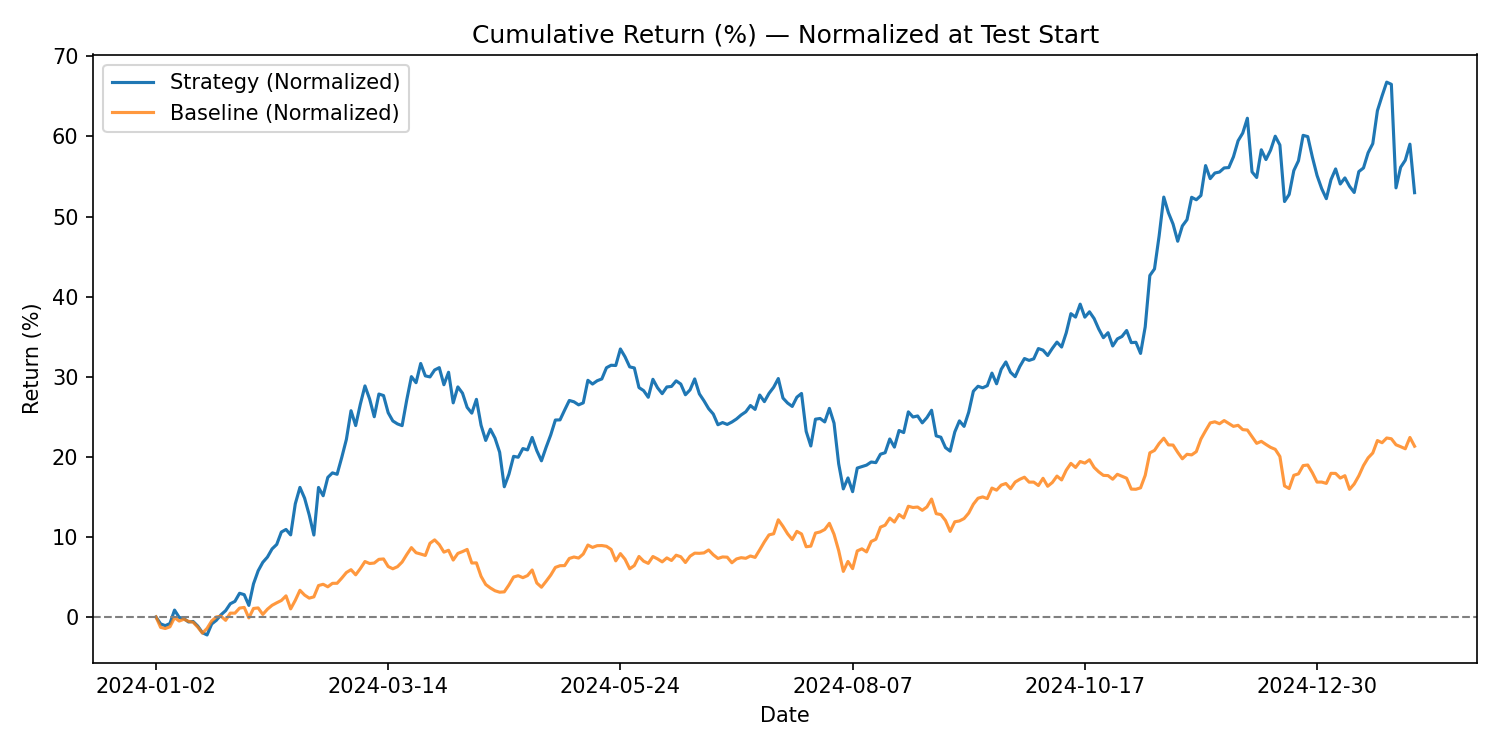 Cumulative Return (%) — Normalized at Test Start
Strategy (Normalized)
Baseline (Normalized)
Return (%)
70
60
50
40
30
20
10
0
2024-01-02
2024-03-14
2024-05-24
2024-08-07
2024-10-17
2024-12-30
Date